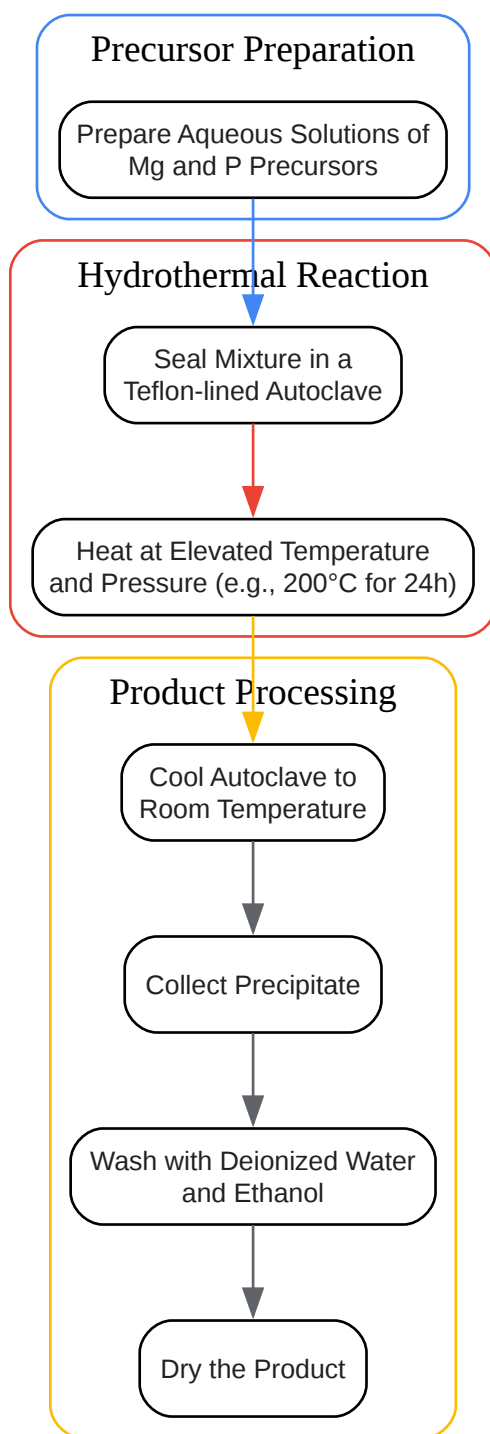 Precursor Preparation
Prepare Aqueous Solutions of
Mg and P Precursors
Hydrothermal Reaction
Seal Mixture in a
Teflon-lined Autoclave
Heat at Elevated Temperature
and Pressure (e.g., 200°C for 24h)
Product Processing
Cool Autoclave to
Room Temperature
Collect Precipitate
Wash with Deionized Water
and Ethanol
Dry the Product